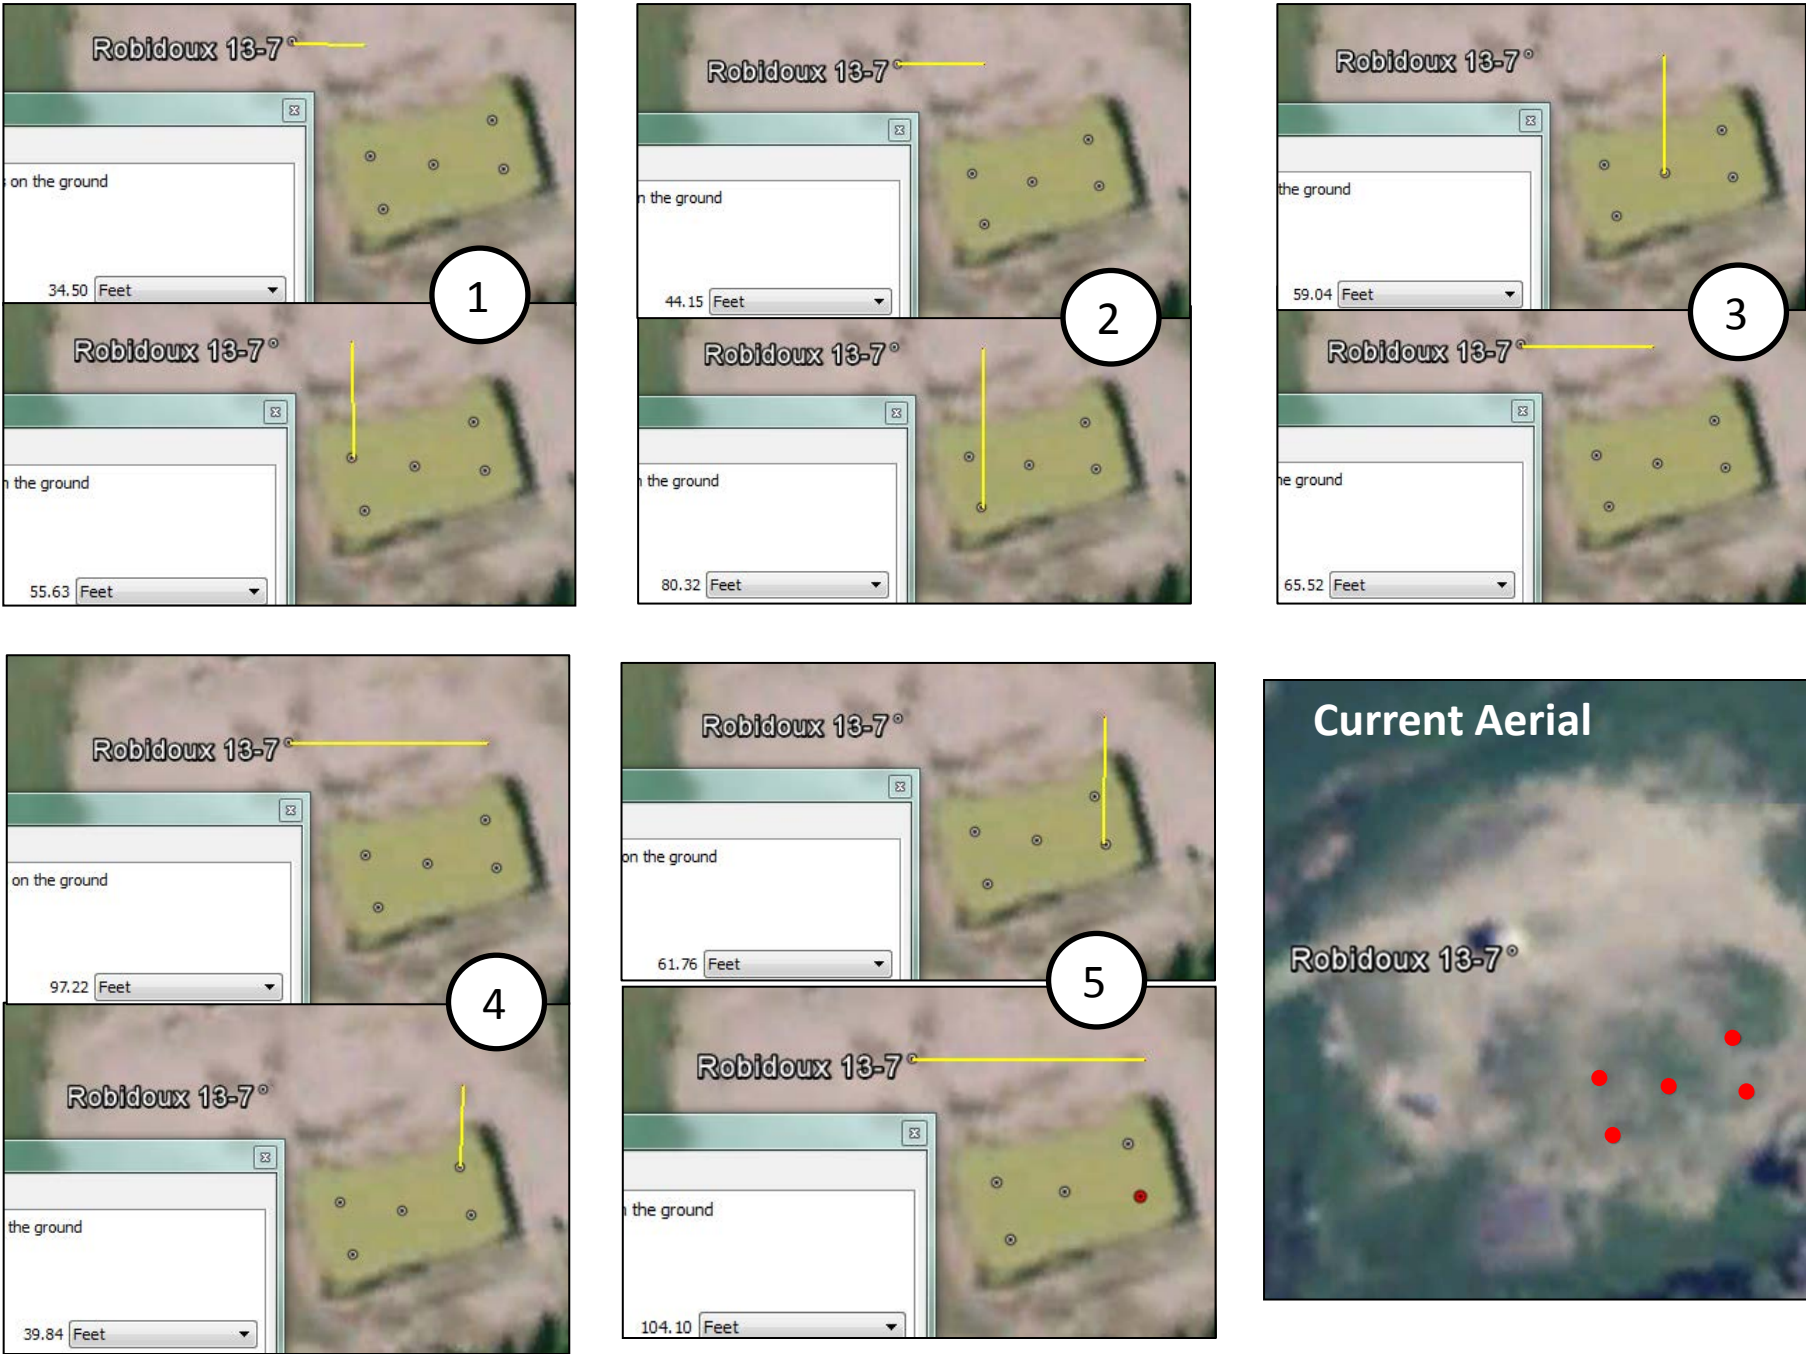 Robidoux 13-7°
s on the ground
34.50 Feet
Robidoux 13-7°
n the ground
55.63 Feet
1
Robidoux 13-7°
n the ground
44.15 Feet
Robidoux 13-7°
n the ground
80.32 Feet
2
Robidoux 13-7°
the ground
59.04 Feet
Robidoux 13-7°
he ground
65.52 Feet
3
Robidoux 13-7°
on the ground
97.22 Feet
Robidoux 13-7°
the ground
39.84 Feet
4
Robidoux 13-7°
on the ground
61.76 Feet
Robidoux 13-7°
the ground
104.10 Feet
5
Current Aerial
Robidoux 13-7°